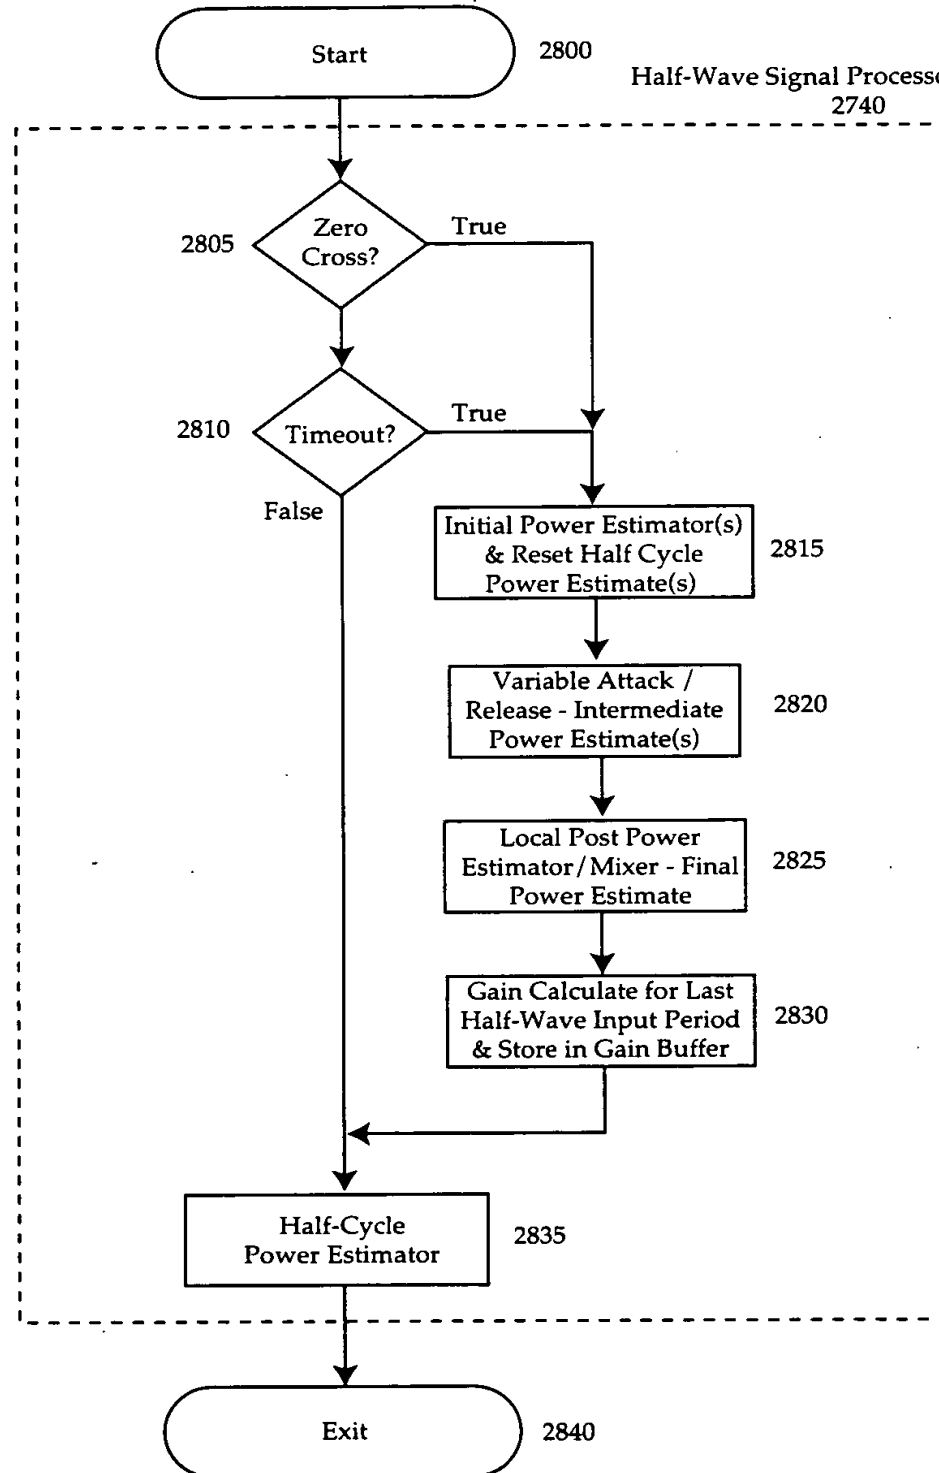 Start
2800
Half-Wave Signal Process
2740
Zero
Cross?
2805
True
Timeout?
2810
True
False
Initial Power Estimator(s)
& Reset Half Cycle
Power Estimate(s)
2815
Variable Attack /
Release - Intermediate
Power Estimate(s)
2820
Local Post Power
Estimator/Mixer - Final
Power Estimate
2825
Gain Calculate for Last
Half-Wave Input Period
& Store in Gain Buffer
2830
Half-Cycle
Power Estimator
2835
Exit
2840